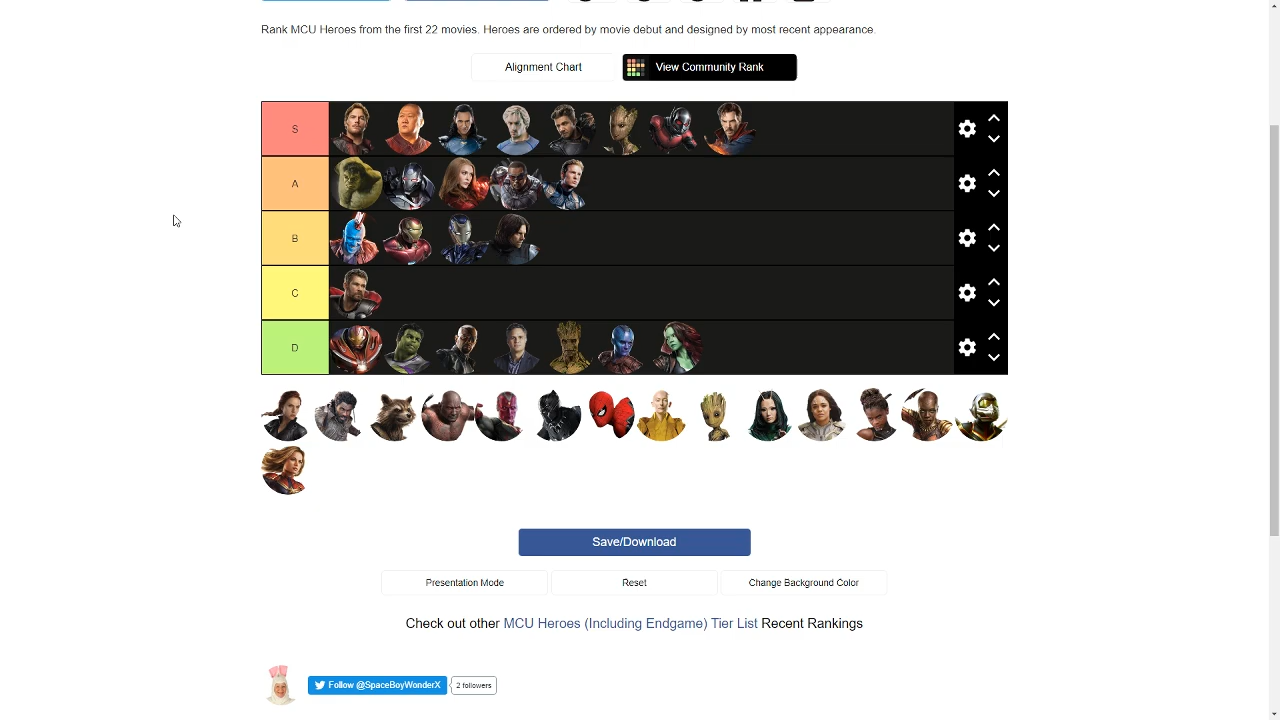 Rank MCU Heroes from the first 22 movies. Heroes are ordered by movie debut and designed by most recent appearance.
Alignment Chart
View Community Rank
S
A
B
C
D
Save/Download
Presentation Mode
Reset
Change Background Color
Check out other MCU Heroes (Including Endgame) Tier List Recent Rankings
Follow @SpaceBoyWonderX
2 followers